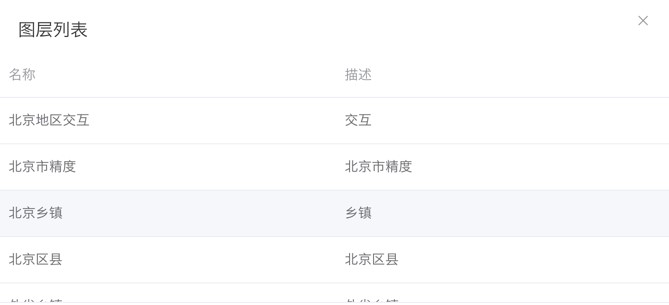 图层列表
名称 描述
北京地区交互 交互
北京市精度 北京市精度
北京乡镇 乡镇
北京区县 北京区县